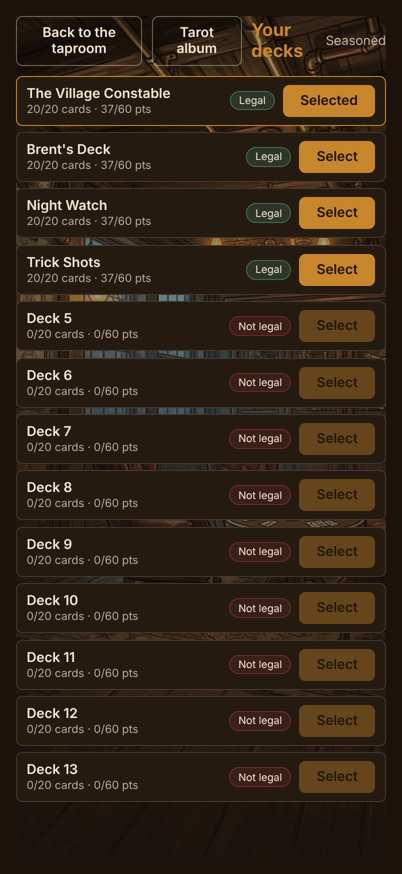 Back to the
taproom
Tarot
album
Your
decks
Seasoned
The Village Constable
20/20 cards · 37/60 pts
Legal
Selected
Brent's Deck
20/20 cards · 37/60 pts
Legal
Select
Night Watch
20/20 cards · 37/60 pts
Legal
Select
Trick Shots
20/20 cards · 37/60 pts
Legal
Select
Deck 5
0/20 cards · 0/60 pts
Not legal
Select
Deck 6
0/20 cards · 0/60 pts
Not legal
Select
Deck 7
0/20 cards · 0/60 pts
Not legal
Select
Deck 8
0/20 cards · 0/60 pts
Not legal
Select
Deck 9
0/20 cards · 0/60 pts
Not legal
Select
Deck 10
0/20 cards · 0/60 pts
Not legal
Select
Deck 11
0/20 cards · 0/60 pts
Not legal
Select
Deck 12
0/20 cards · 0/60 pts
Not legal
Select
Deck 13
0/20 cards · 0/60 pts
Not legal
Select